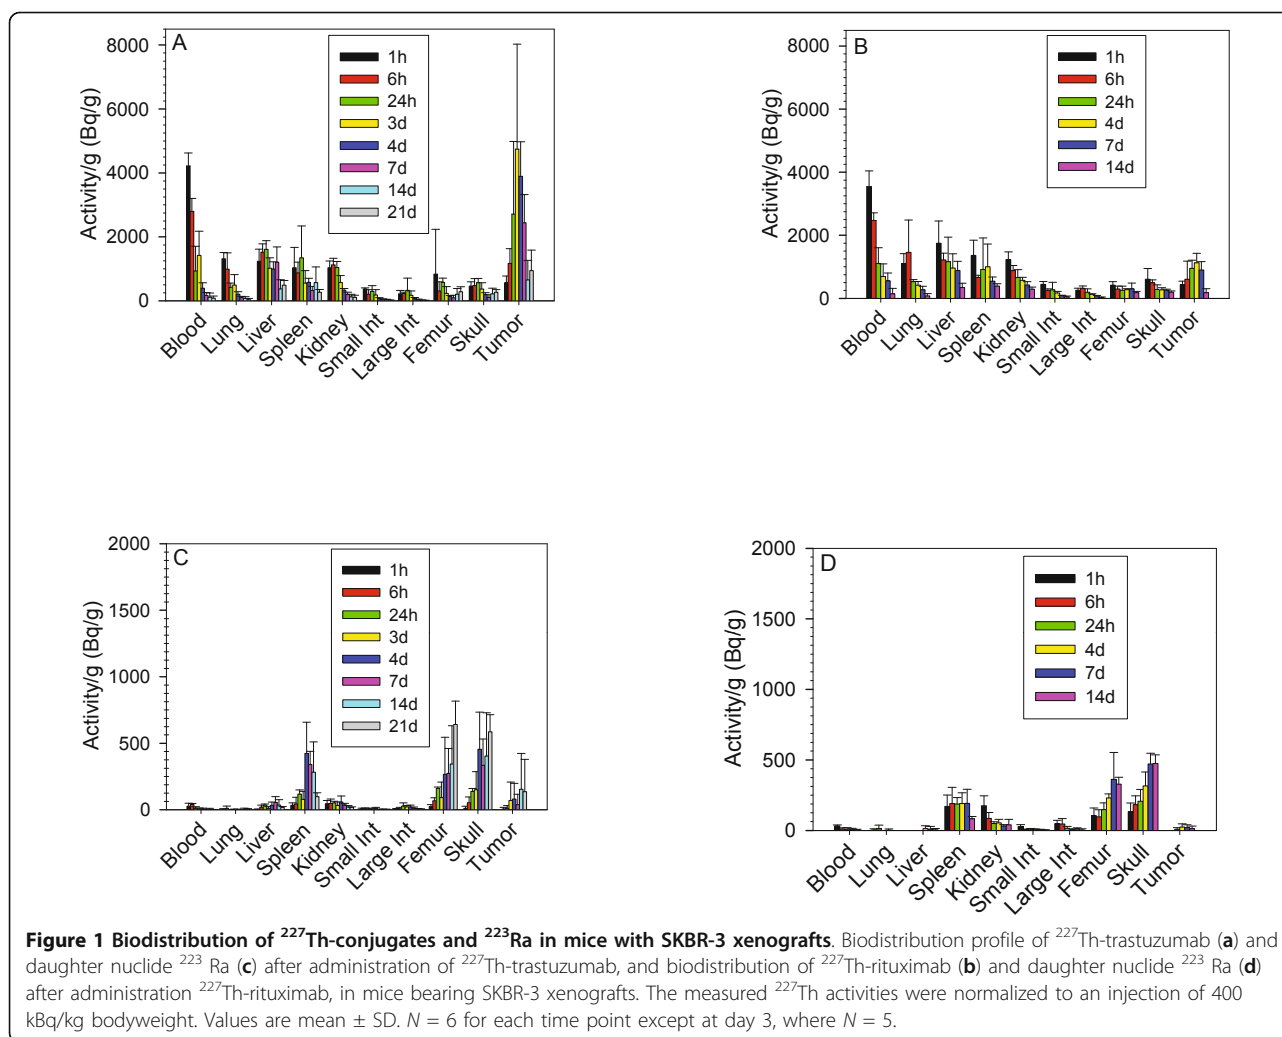 A
8000
6000
4000
2000
0
Activity/g (Bq/g)
1h
6h
24h
3d
4d
7d
14d
21d
Blood
Lung
Liver
Spleen
Kidney
Small Int
Large Int
Femur
Skull
Tumor
B
8000
6000
4000
2000
0
Activity/g (Bq/g)
1h
6h
24h
4d
7d
14d
Blood
Lung
Liver
Spleen
Kidney
Small Int
Large Int
Femur
Skull
Tumor
C
2000
1500
1000
500
0
Activity/g (Bq/g)
1h
6h
24h
3d
4d
7d
14d
21d
Blood
Lung
Liver
Spleen
Kidney
Small Int
Large Int
Femur
Skull
Tumor
D
2000
1500
1000
500
0
Activity/g (Bq/g)
1h
6h
24h
4d
7d
14d
Blood
Lung
Liver
Spleen
Kidney
Small Int
Large Int
Femur
Skull
Tumor
Figure 1 Biodistribution of ²²⁷Th-conjugates and ²²³Ra in mice with SKBR-3 xenografts. Biodistribution profile of ²²⁷Th-trastuzumab (a) and
daughter nuclide ²²³ Ra (c) after administration of ²²⁷Th-trastuzumab, and biodistribution of ²²⁷Th-rituximab (b) and daughter nuclide ²²³ Ra (d)
after administration ²²⁷Th-rituximab, in mice bearing SKBR-3 xenografts. The measured ²²⁷Th activities were normalized to an injection of 400
kBq/kg bodyweight. Values are mean ± SD. N = 6 for each time point except at day 3, where N = 5.